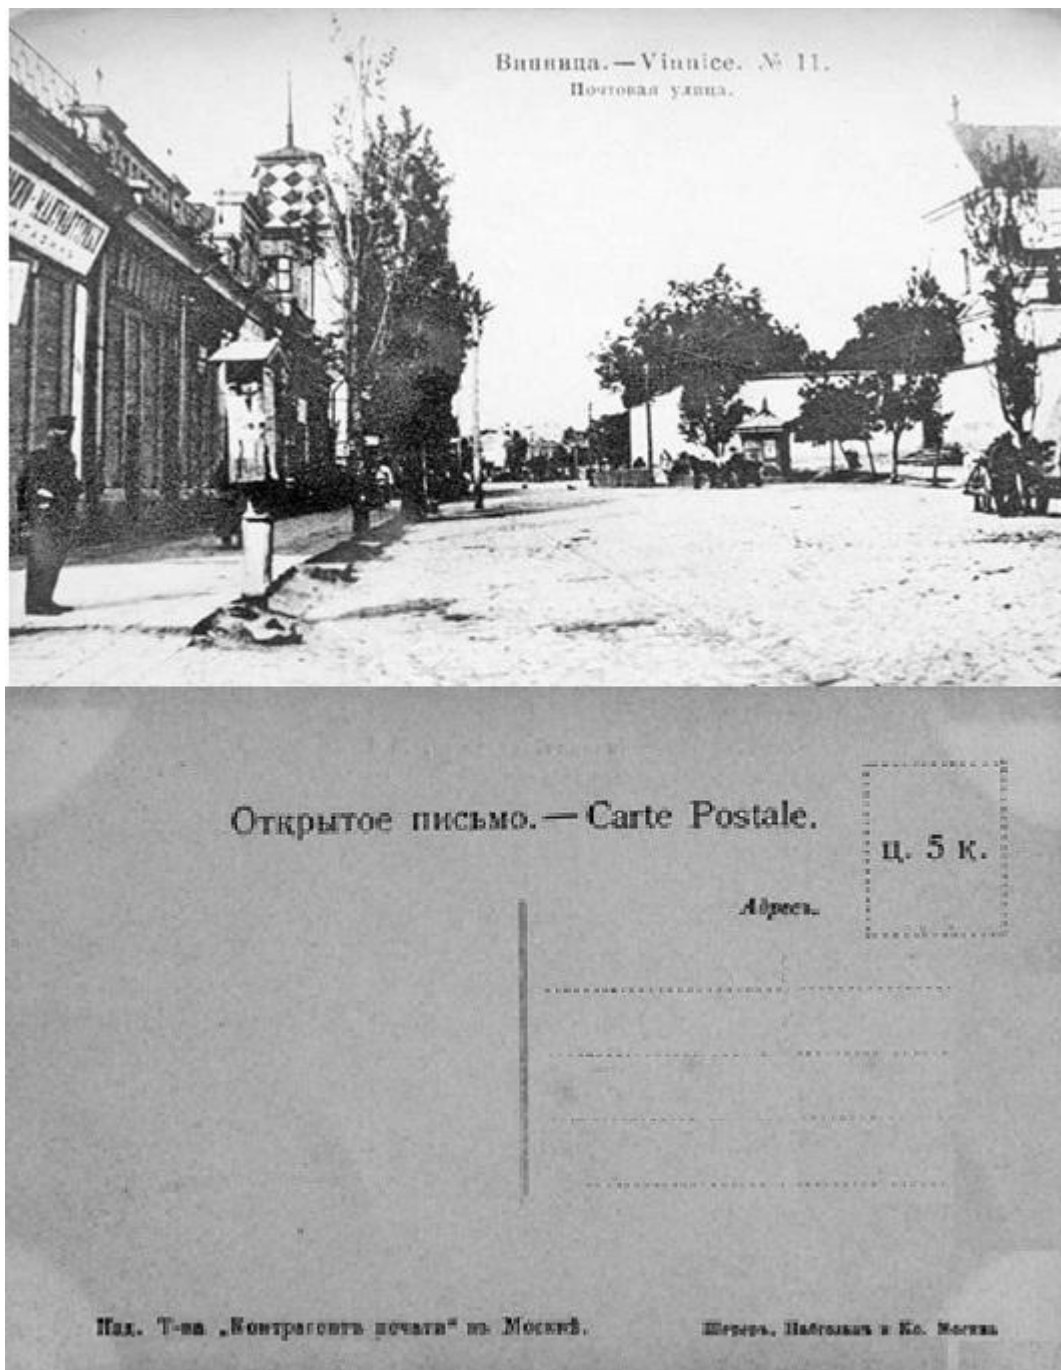 Винница.—Vinnice. № 11.
Почтовая улица.
Открытое письмо.—Carte Postale.
ц. 5 к.
Адресъ.
Изд. Т-ва „Контрагентъ печати“ въ Москвѣ.
Шереръ, Набгольцъ и Ко. Москва